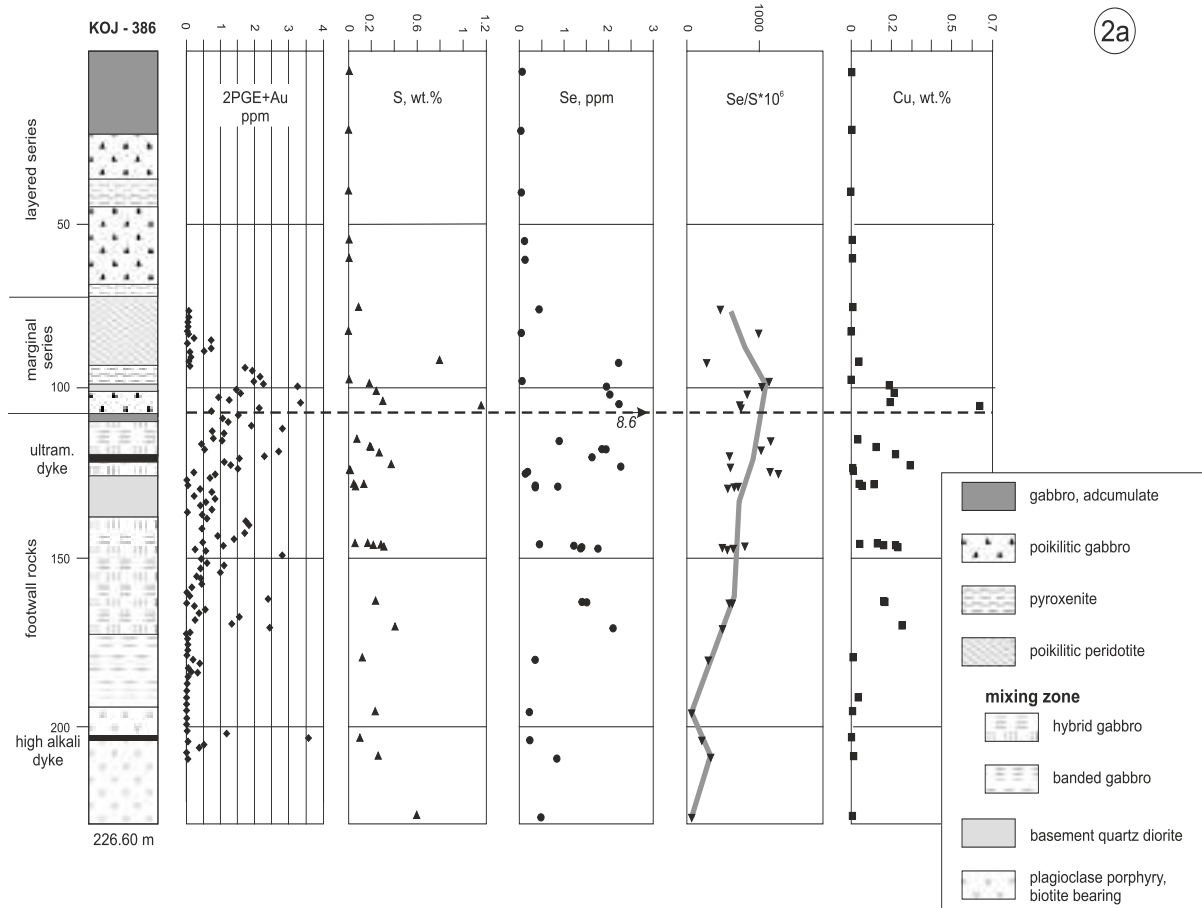 KOJ - 386
0 1 2 3 4
0 0.2 0.8 1.2
0 1 2 3
0 1000
0 0.2 0.6 0.7
2a
2PGE+Au
ppm
S, wt.%
Se, ppm
Se/S*10⁶
Cu, wt.%
layered series
50
marginal
series
100
8.6
ultram.
dyke
footwall rocks
150
200
high alkali
dyke
226.60 m
gabbro, adcumulate
poikilitic gabbro
pyroxenite
poikilitic peridotite
mixing zone
hybrid gabbro
banded gabbro
basement quartz diorite
plagioclase porphyry,
biotite bearing